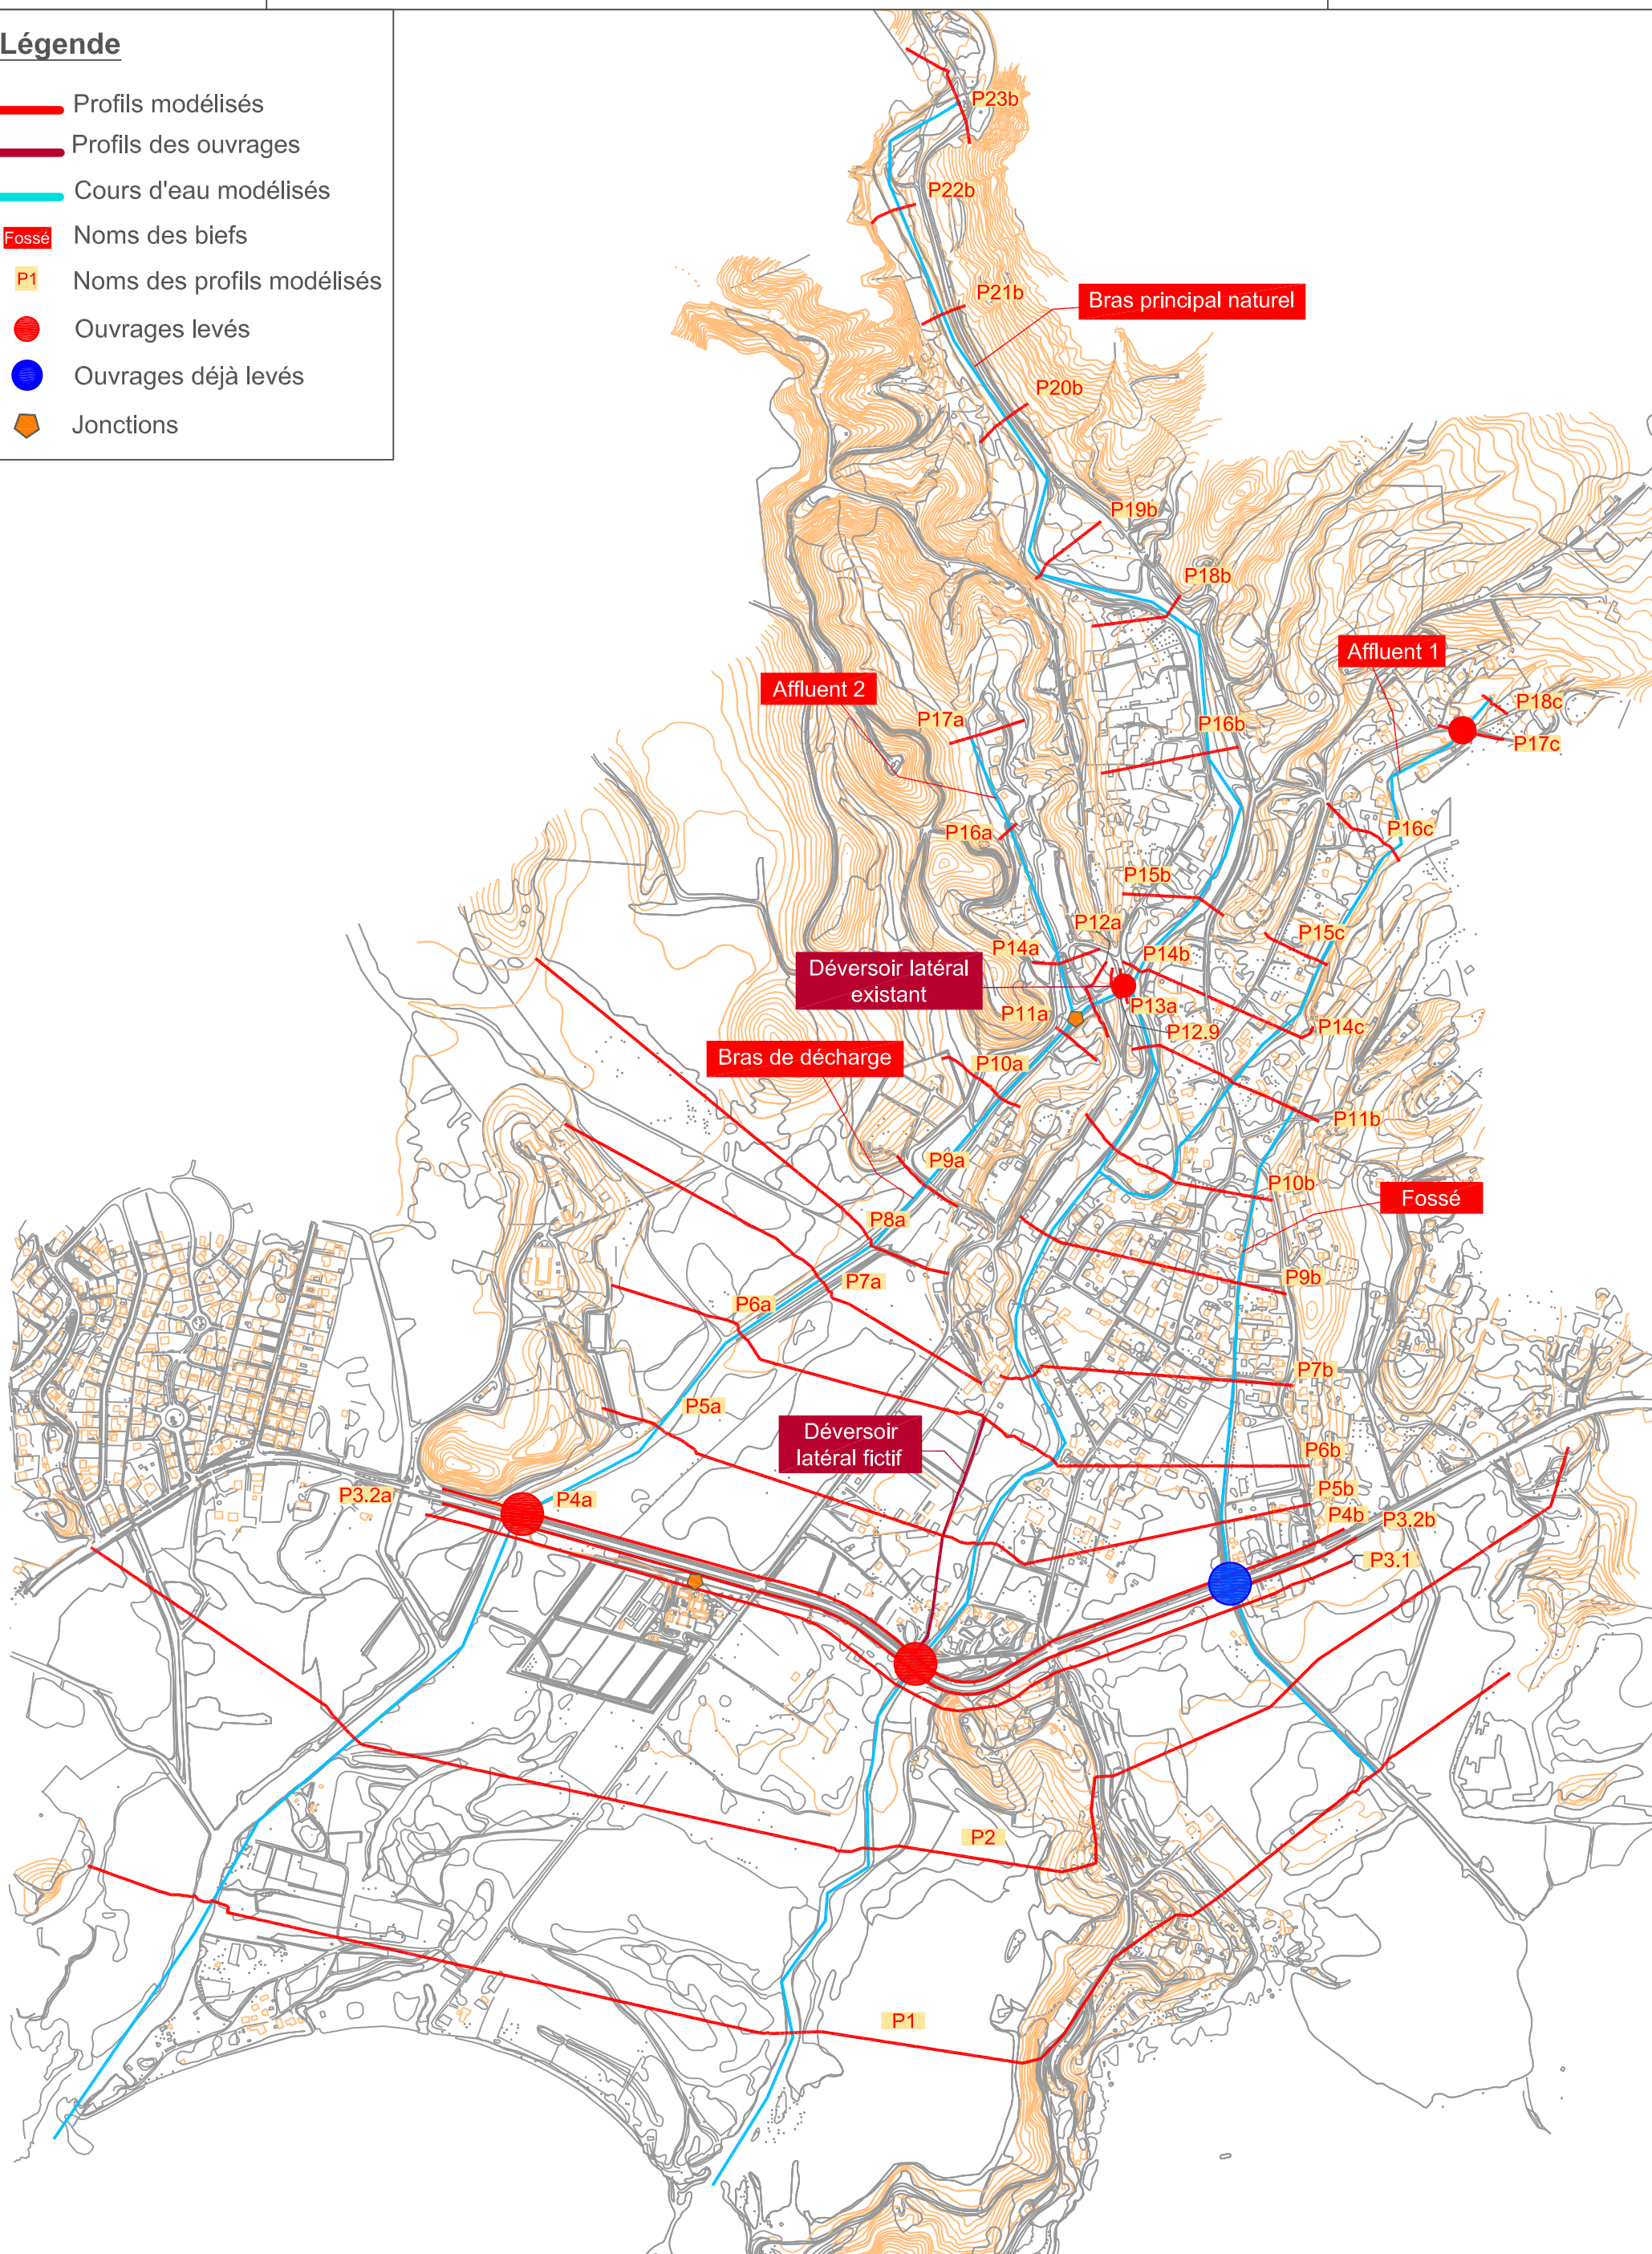 Légende
Profils modélisés
Profils des ouvrages
Cours d'eau modélisés
Fossé Noms des biefs
P1 Noms des profils modélisés
Ouvrages levés
Ouvrages déjà levés
Jonctions
P23b
P22b
P21b
Bras principal naturel
P20b
P19b
P18b
Affluent 1
Affluent 2
P18c
P17a
P16b
P17c
P16a
P16c
P15b
P12a
P15c
P14a
P14b
Déversoir latéral
existant
P13a
P11a
P14c
P12.9
Bras de décharge
P10a
P11b
P9a
P10b
Fossé
P8a
P7a
P9b
P6a
P7b
P5a
Déversoir
latéral fictif
P6b
P5b
P3.2a
P4a
P4b
P3.2b
P3.1
P2
P1